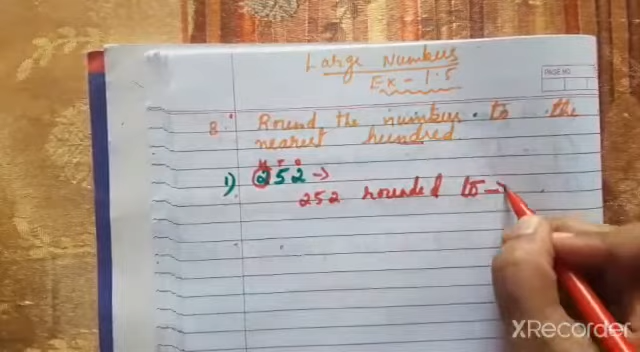 Large Numbers
Ex - 1.5
PAGE NO.
8. Round the numbers to the
nearest hundred
H T O
1) 252 →
252 rounded to →
XRecorder